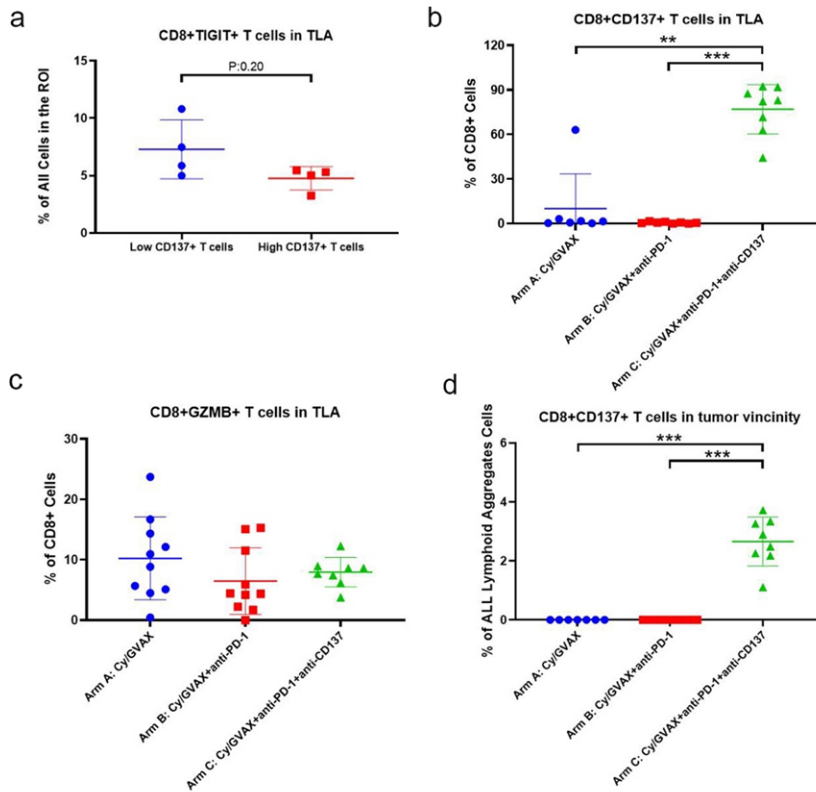 a
CD8+TIGIT+ T cells in TLA
P:0.20
% of All Cells in the ROI
15
10
5
0
Low CD137+ T cells
High CD137+ T cells
b
CD8+CD137+ T cells in TLA
**
***
% of CD8+ Cells
120
90
60
30
0
Arm A: Cy/GVAX
Arm B: Cy/GVAX+anti-PD-1
Arm C: Cy/GVAX+anti-PD-1+anti-CD137
c
CD8+GZMB+ T cells in TLA
% of CD8+ Cells
30
20
10
0
Arm A: Cy/GVAX
Arm B: Cy/GVAX+anti-PD-1
Arm C: Cy/GVAX+anti-PD-1+anti-CD137
d
CD8+CD137+ T cells in tumor vincinity
***
***
% of ALL Lymphoid Aggregates Cells
6
4
2
0
Arm A: Cy/GVAX
Arm B: Cy/GVAX+anti-PD-1
Arm C: Cy/GVAX+anti-PD-1+anti-CD137